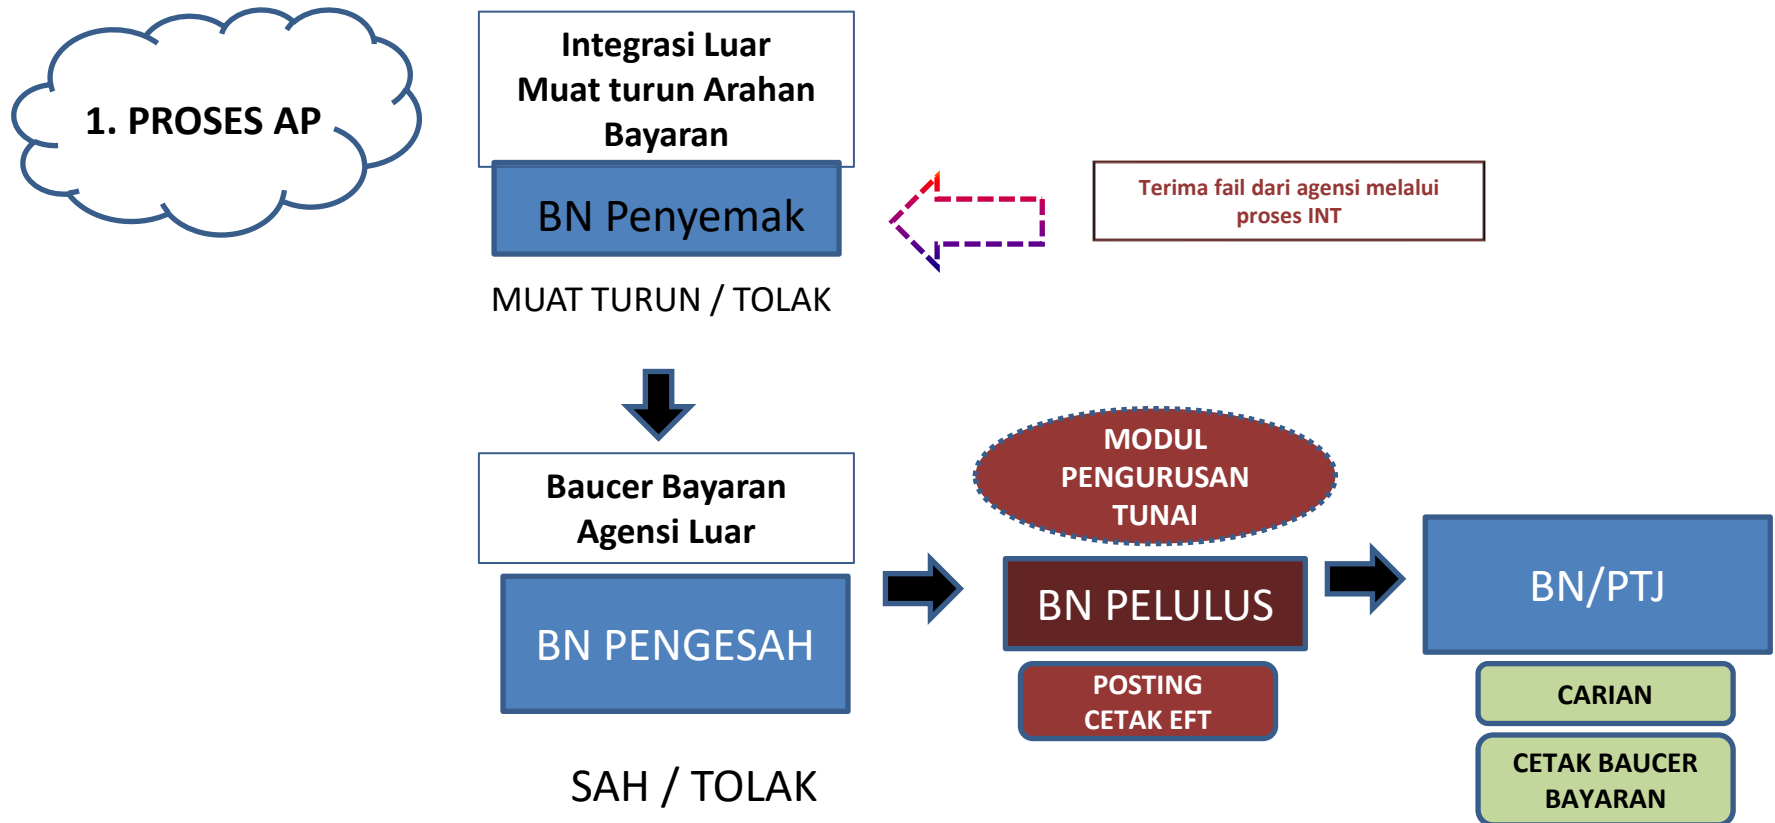 1. PROSES AP
Integrasi Luar
Muat turun Arahan
Bayaran
BN Penyemak
MUAT TURUN / TOLAK
Terima fail dari agensi melalui
proses INT
Baucer Bayaran
Agensi Luar
BN PENGESAH
SAH / TOLAK
MODUL
PENGURUSAN
TUNAI
BN PELULUS
POSTING
CETAK EFT
BN/PTJ
CARIAN
CETAK BAUCER
BAYARAN